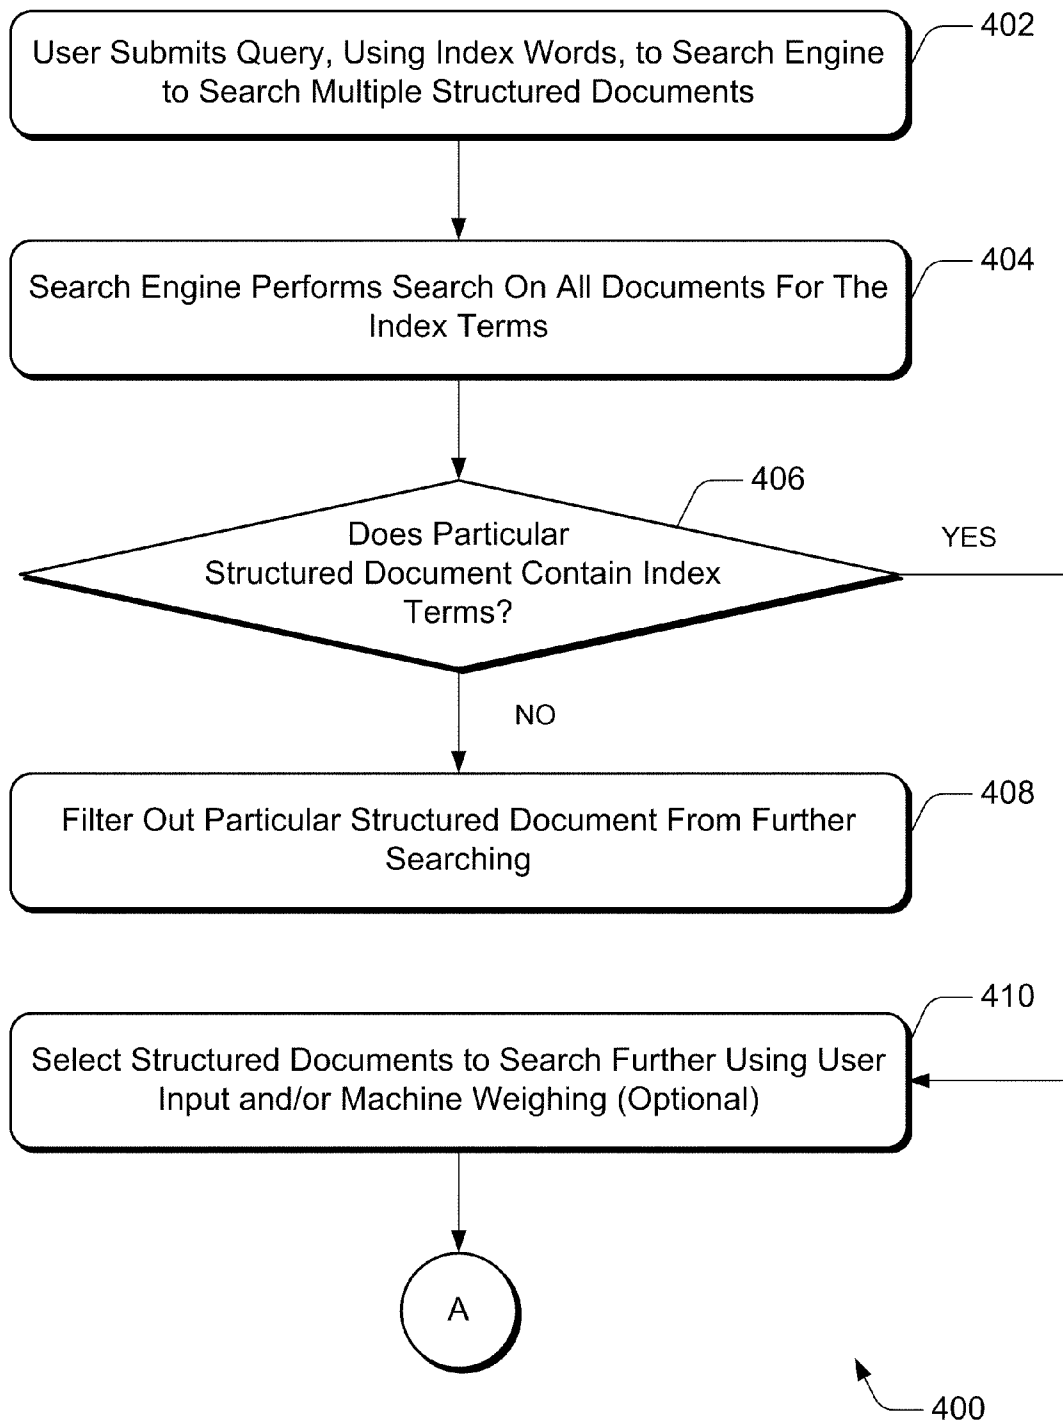 402
User Submits Query, Using Index Words, to Search Engine
to Search Multiple Structured Documents
404
Search Engine Performs Search On All Documents For The
Index Terms
406
Does Particular
Structured Document Contain Index
Terms?
YES
NO
408
Filter Out Particular Structured Document From Further
Searching
410
Select Structured Documents to Search Further Using User
Input and/or Machine Weighing (Optional)
A
400